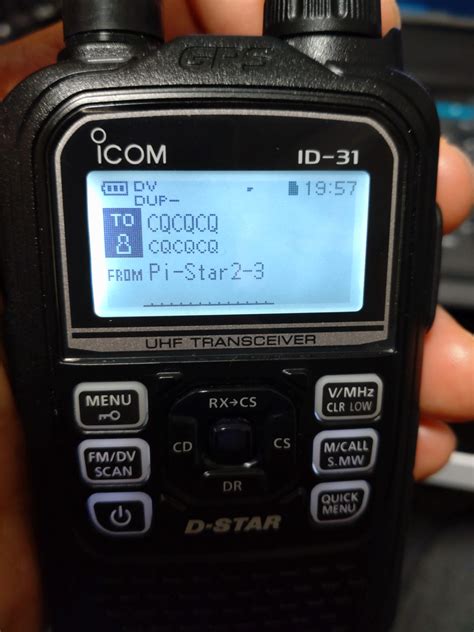 GPS
ICOM
ID-31
DV
19:57
DUP-
TO
CQCQCQ
CQCQCQ
FROM Pi-Star2-3
UHF TRANSCEIVER
MENU
RX→CS
V/MHz
CLR LOW
FM/DV
SCAN
CD
CS
M/CALL
S.MW
DR
QUICK
MENU
D-STAR